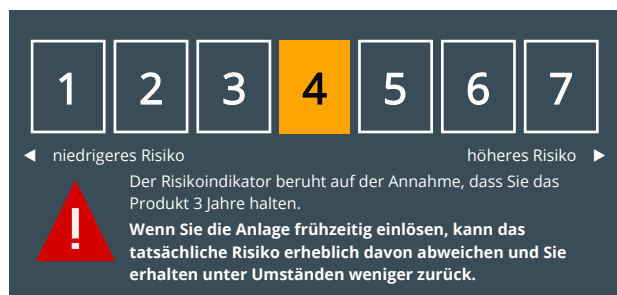 1 2 3 4 5 6 7
niedrigeres Risiko höheres Risiko
Der Risikoindikator beruht auf der Annahme, dass Sie das
Produkt 3 Jahre halten.
Wenn Sie die Anlage frühzeitig einlösen, kann das
tatsächliche Risiko erheblich davon abweichen und Sie
erhalten unter Umständen weniger zurück.